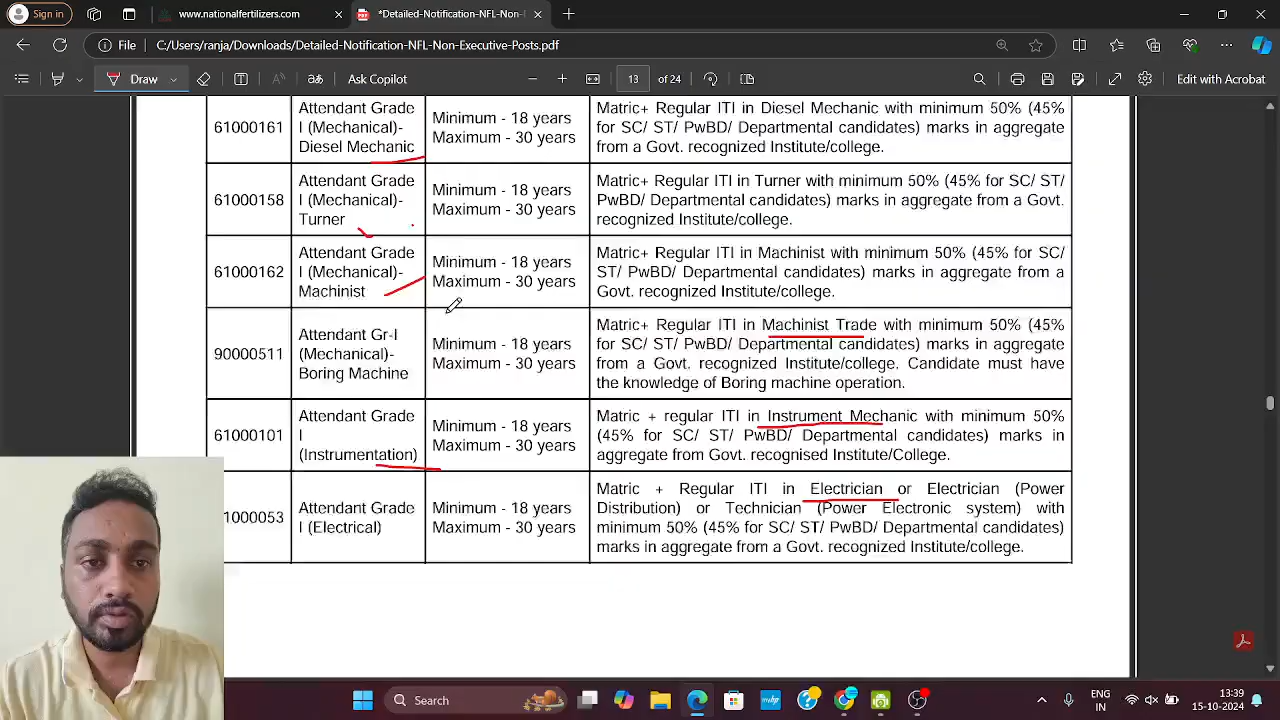 Sign in
www.nationalfertilizers.com
*Detailed-Notification-NFL-Non-
File
C:/Users/ranja/Downloads/Detailed-Notification-NFL-Non-Executive-Posts.pdf
Draw
Ask Copilot
13 of 24
Edit with Acrobat
61000161
Attendant Grade
I (Mechanical)-
Diesel Mechanic
Minimum - 18 years
Maximum - 30 years
Matric+ Regular ITI in Diesel Mechanic with minimum 50% (45%
for SC/ ST/ PwBD/ Departmental candidates) marks in aggregate
from a Govt. recognized Institute/college.
61000158
Attendant Grade
I (Mechanical)-
Turner
Minimum - 18 years
Maximum - 30 years
Matric+ Regular ITI in Turner with minimum 50% (45% for SC/ ST/
PwBD/ Departmental candidates) marks in aggregate from a Govt.
recognized Institute/college.
61000162
Attendant Grade
I (Mechanical)-
Machinist
Minimum - 18 years
Maximum - 30 years
Matric+ Regular ITI in Machinist with minimum 50% (45% for SC/
ST/ PwBD/ Departmental candidates) marks in aggregate from a
Govt. recognized Institute/college.
90000511
Attendant Gr-I
(Mechanical)-
Boring Machine
Minimum - 18 years
Maximum - 30 years
Matric+ Regular ITI in Machinist Trade with minimum 50% (45%
for SC/ ST/ PwBD/ Departmental candidates) marks in aggregate
from a Govt. recognized Institute/college. Candidate must have
the knowledge of Boring machine operation.
61000101
Attendant Grade
I
(Instrumentation)
Minimum - 18 years
Maximum - 30 years
Matric + regular ITI in Instrument Mechanic with minimum 50%
(45% for SC/ ST/ PwBD/ Departmental candidates) marks in
aggregate from Govt. recognised Institute/College.
1000053
Attendant Grade
I (Electrical)
Minimum - 18 years
Maximum - 30 years
Matric + Regular ITI in Electrician or Electrician (Power
Distribution) or Technician (Power Electronic system) with
minimum 50% (45% for SC/ ST/ PwBD/ Departmental candidates)
marks in aggregate from a Govt. recognized Institute/college.
Search
ENG
IN
13:39
15-10-2024